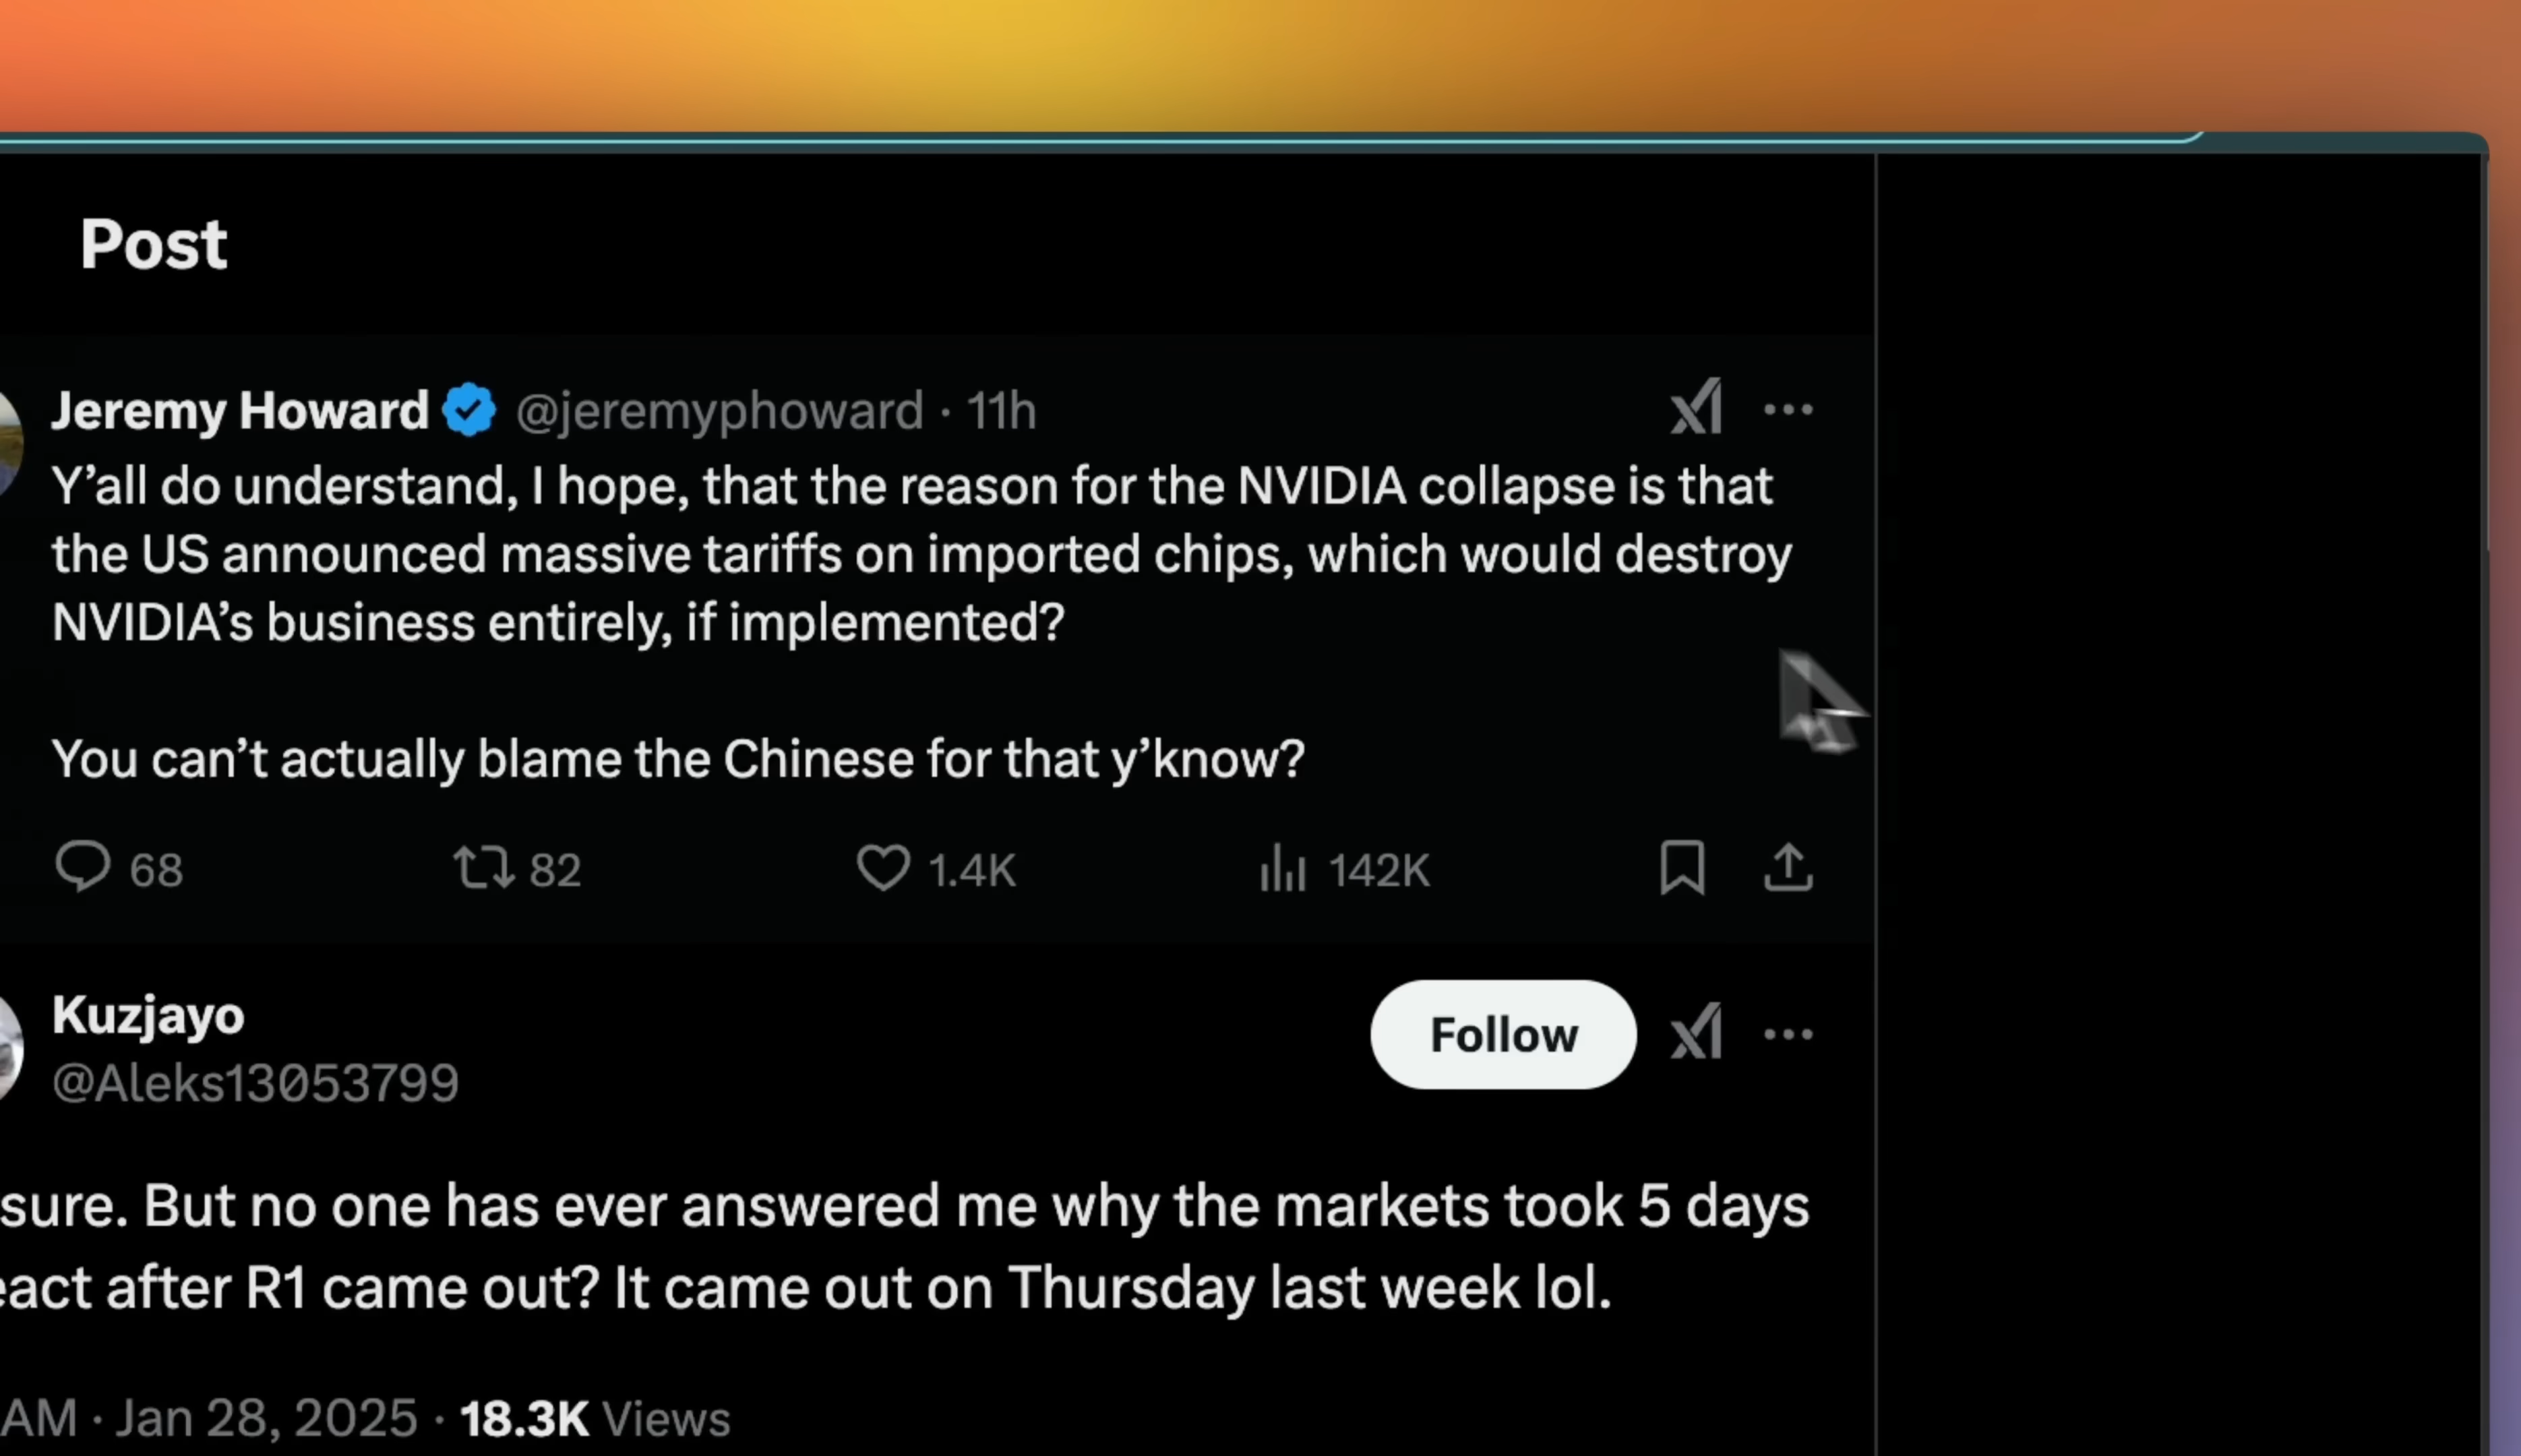 Post
Jeremy Howard @jeremyphoward · 11h
Y’all do understand, I hope, that the reason for the NVIDIA collapse is that
the US announced massive tariffs on imported chips, which would destroy
NVIDIA’s business entirely, if implemented?
You can’t actually blame the Chinese for that y’know?
68 82 1.4K 142K
Kuzjayo
Follow
@Aleks13053799
sure. But no one has ever answered me why the markets took 5 days
after R1 came out? It came out on Thursday last week lol.
AM · Jan 28, 2025 · 18.3K Views